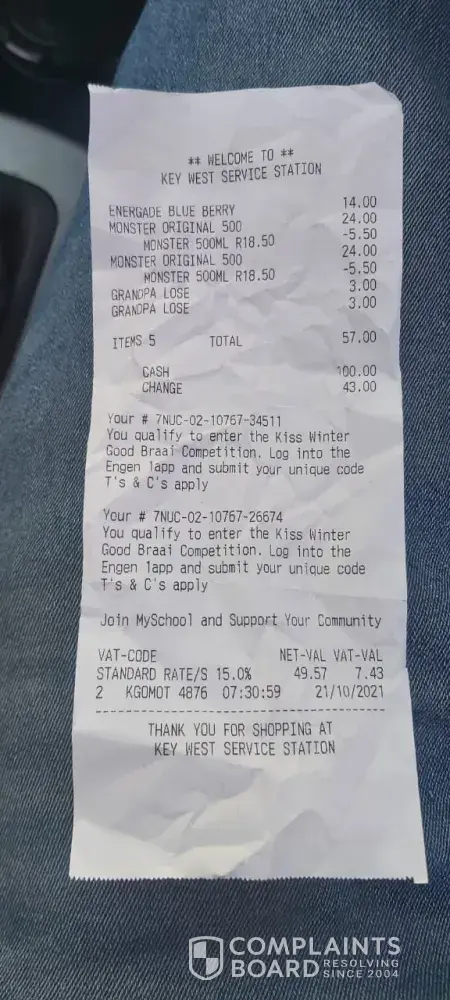 ** WELCOME TO **
KEY WEST SERVICE STATION
ENERGADE BLUE BERRY 14.00
MONSTER ORIGINAL 500 24.00
MONSTER 500ML R18.50 -5.50
MONSTER ORIGINAL 500 24.00
MONSTER 500ML R18.50 -5.50
GRANDPA LOSE 3.00
GRANDPA LOSE 3.00
ITEMS 5 TOTAL 57.00
CASH 100.00
CHANGE 43.00
Your # 7NUC-02-10767-34511
You qualify to enter the Kiss Winter
Good Braai Competition. Log into the
Engen 1app and submit your unique code
T's & C's apply
Your # 7NUC-02-10767-26674
You qualify to enter the Kiss Winter
Good Braai Competition. Log into the
Engen 1app and submit your unique code
T's & C's apply
Join MySchool and Support Your Community
VAT-CODE NET-VAL VAT-VAL
STANDARD RATE/S 15.0% 49.57 7.43
2 KGOMOT 4876 07:30:59 21/10/2021
THANK YOU FOR SHOPPING AT
KEY WEST SERVICE STATION
COMPLAINTS
BOARD RESOLVING
SINCE 2004